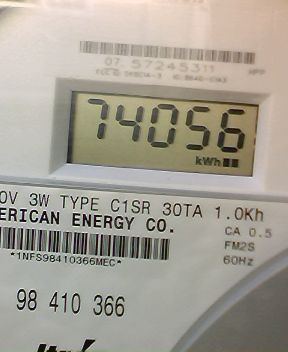 07. 57245311
74056
kWh
0V 3W TYPE C1SR 30TA 1.0Kh
ERICAN ENERGY CO.
CA 0.5
*1NFS98410366MEC*
FM2S
60Hz
98 410 366